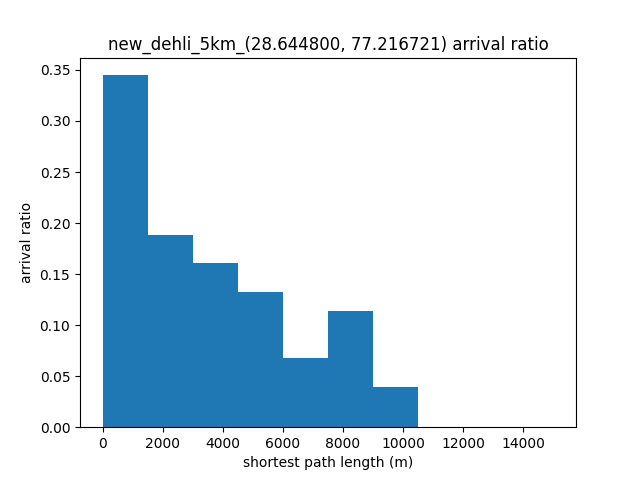 new_dehli_5km_(28.644800, 77.216721) arrival ratio
0.35
0.30
0.25
0.20
0.15
0.10
0.05
0.00
arrival ratio
0 2000 4000 6000 8000 10000 12000 14000
shortest path length (m)